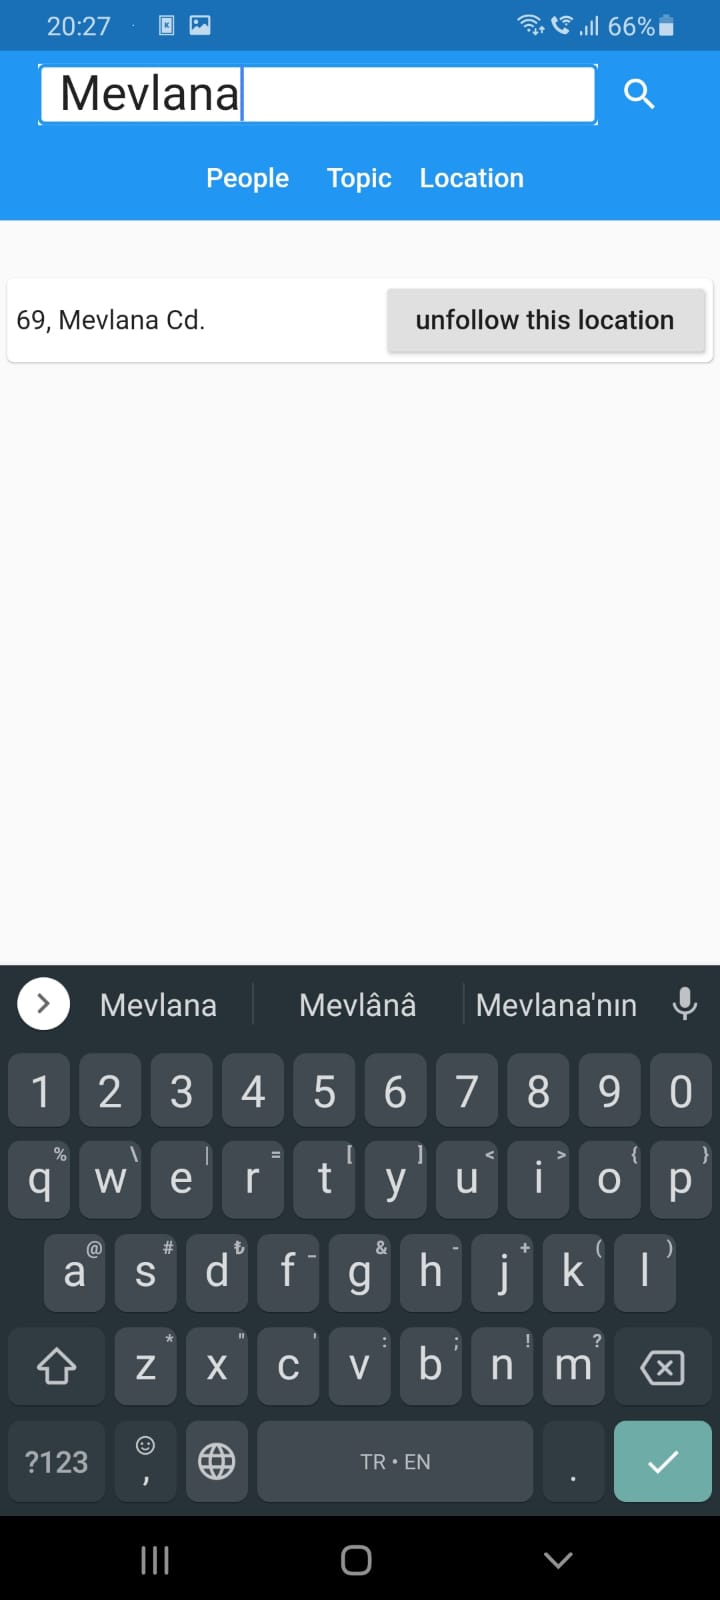 20:27 66%
Mevlana
People Topic Location
69, Mevlana Cd. unfollow this location
Mevlana Mevlânâ Mevlana'nın
1 2 3 4 5 6 7 8 9 0
% \ | = [ ] < > { }
q w e r t y u i o p
@ # ₺ _ & - + ( )
a s d f g h j k l
* " ' : ; ! ?
z x c v b n m
?123 , TR • EN .